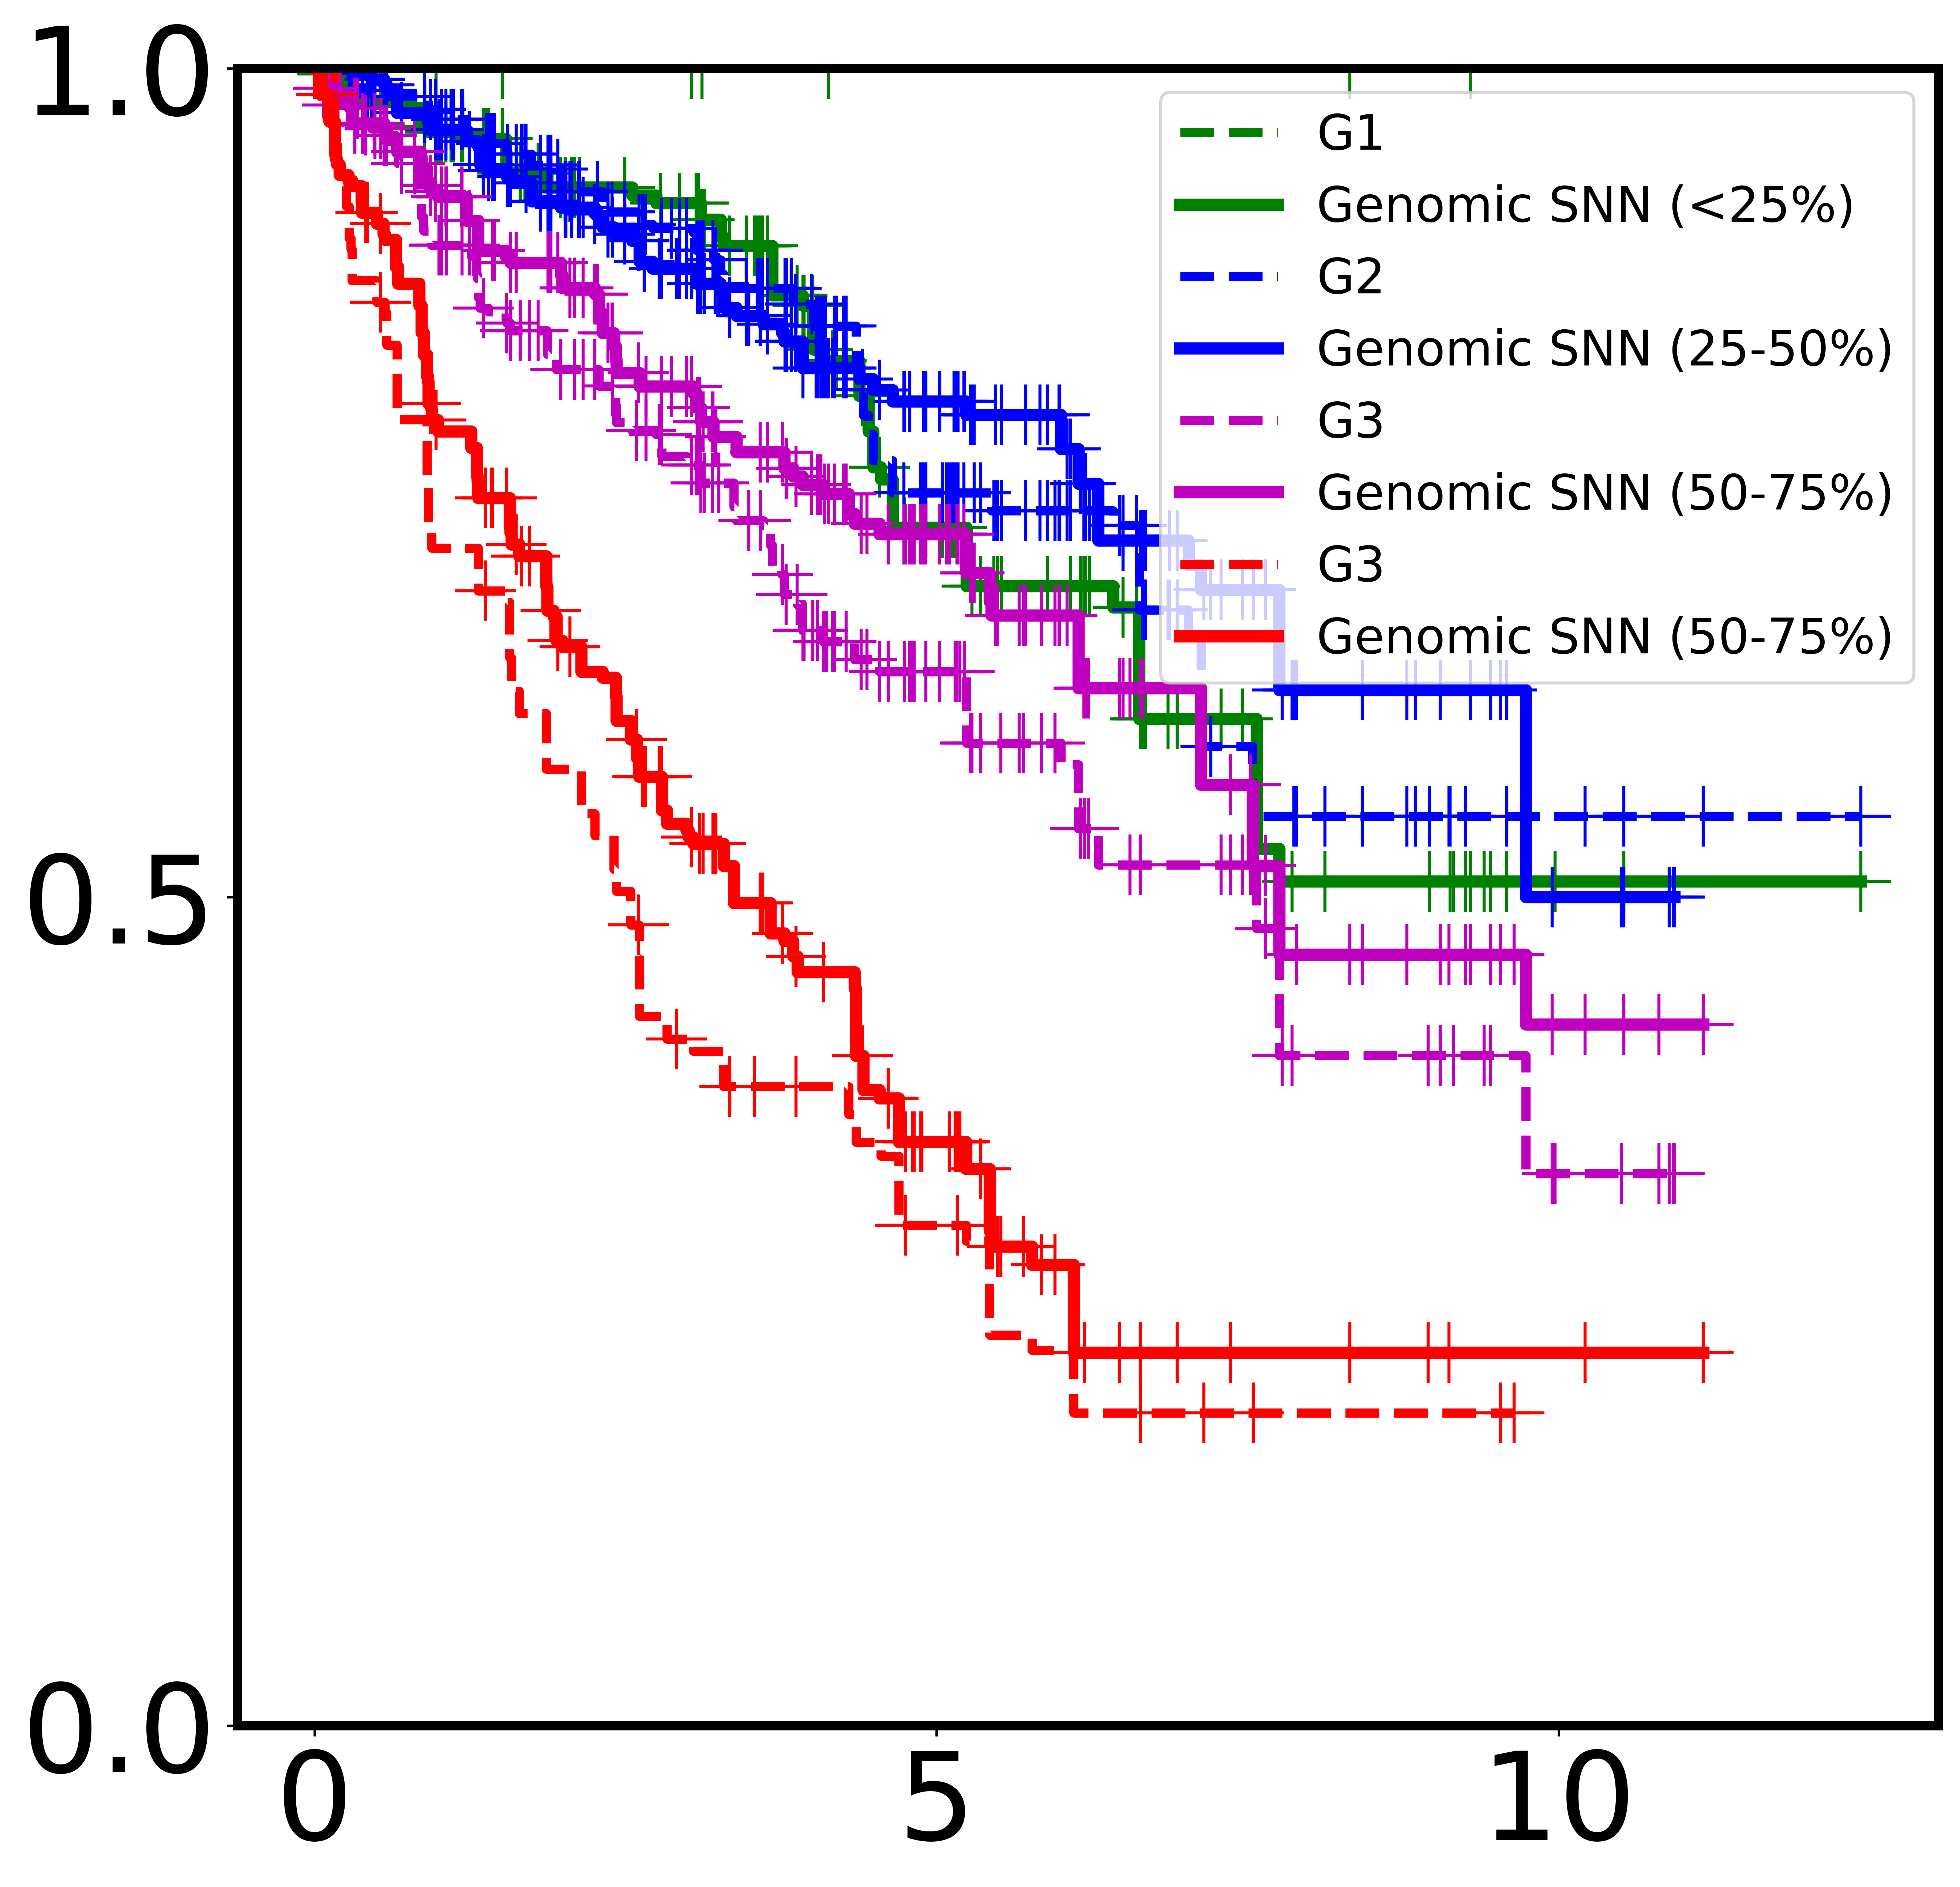 1.0
0.5
0.0
0
5
10
G1
Genomic SNN (<25%)
G2
Genomic SNN (25-50%)
G3
Genomic SNN (50-75%)
G3
Genomic SNN (50-75%)